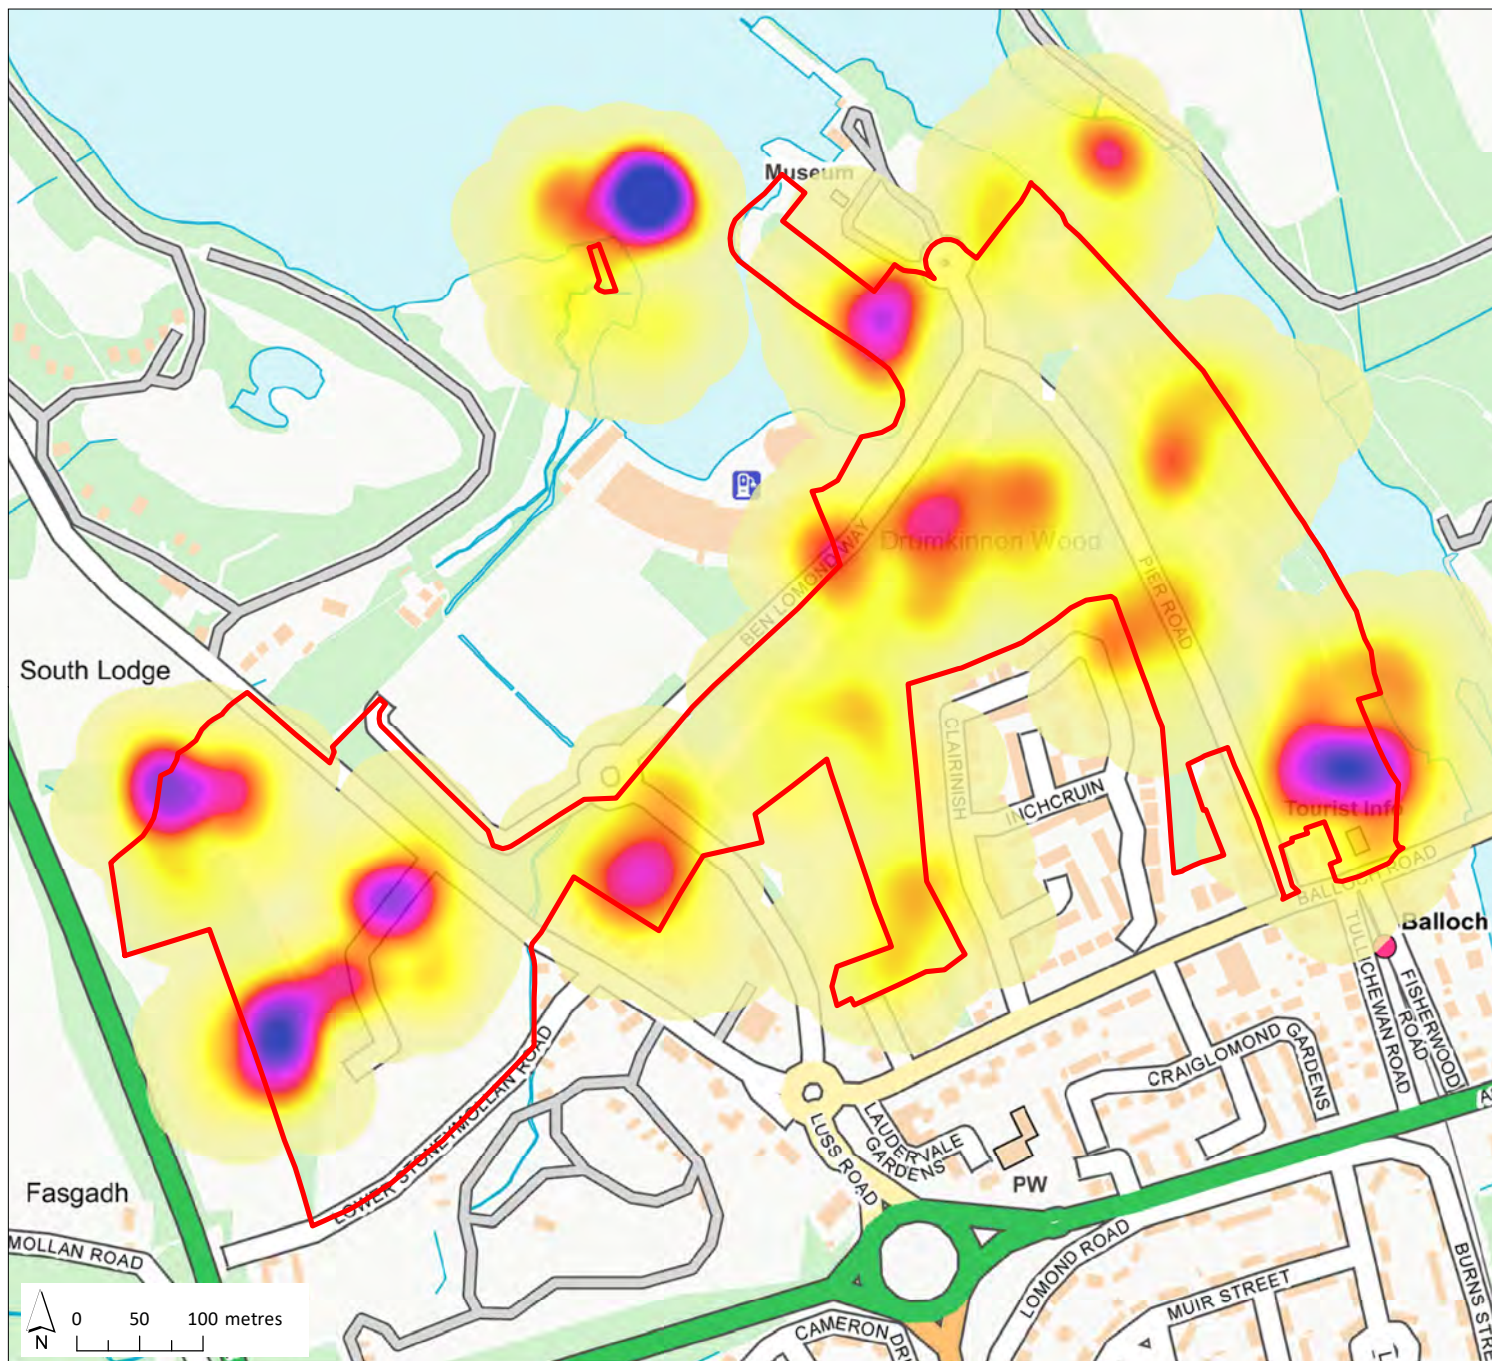 Museum
Drumkinnon Wood
BEN LOMOND WAY
PIER ROAD
South Lodge
CLAIRINISH
INCHCRUIN
Tourist Info
BALLOCH ROAD
Balloch
TULLICHEWAN ROAD
FISHERWOOD
ROAD
CRAIGLOMOND
GARDENS
LOWER STONEYMOLLAN ROAD
LUSS ROAD
LAUDERVALE
GARDENS
PW
Fasgadh
MOLLAN ROAD
LOMOND ROAD
MUIR STREET
BURNS STRE
CAMERON DR
A
(L
N
0 50 100 metres